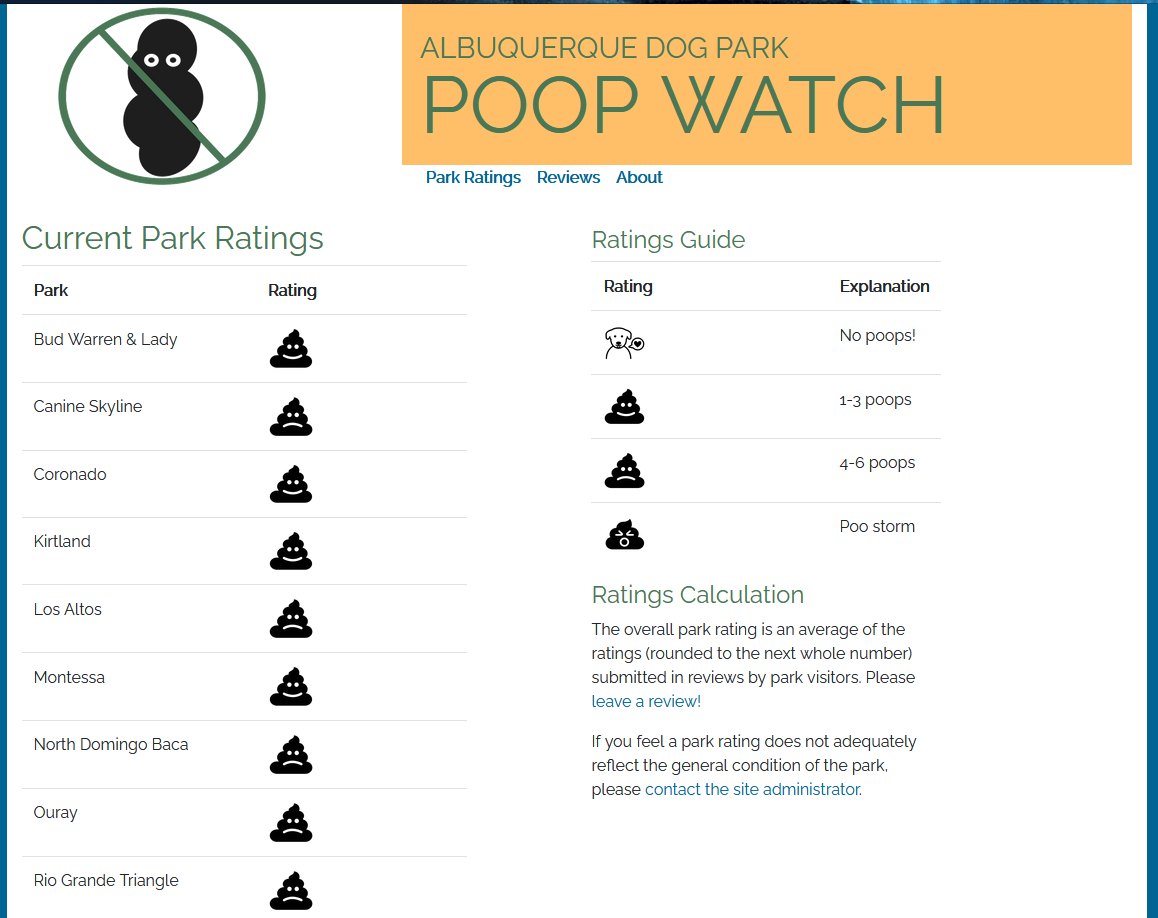 ALBUQUERQUE DOG PARK
POOP WATCH
Park Ratings Reviews About
Current Park Ratings
Park Rating
Bud Warren & Lady
Canine Skyline
Coronado
Kirtland
Los Altos
Montessa
North Domingo Baca
Ouray
Rio Grande Triangle
Ratings Guide
Rating Explanation
No poops!
1-3 poops
4-6 poops
Poo storm
Ratings Calculation
The overall park rating is an average of the
ratings (rounded to the next whole number)
submitted in reviews by park visitors. Please
leave a review!
If you feel a park rating does not adequately
reflect the general condition of the park,
please contact the site administrator.